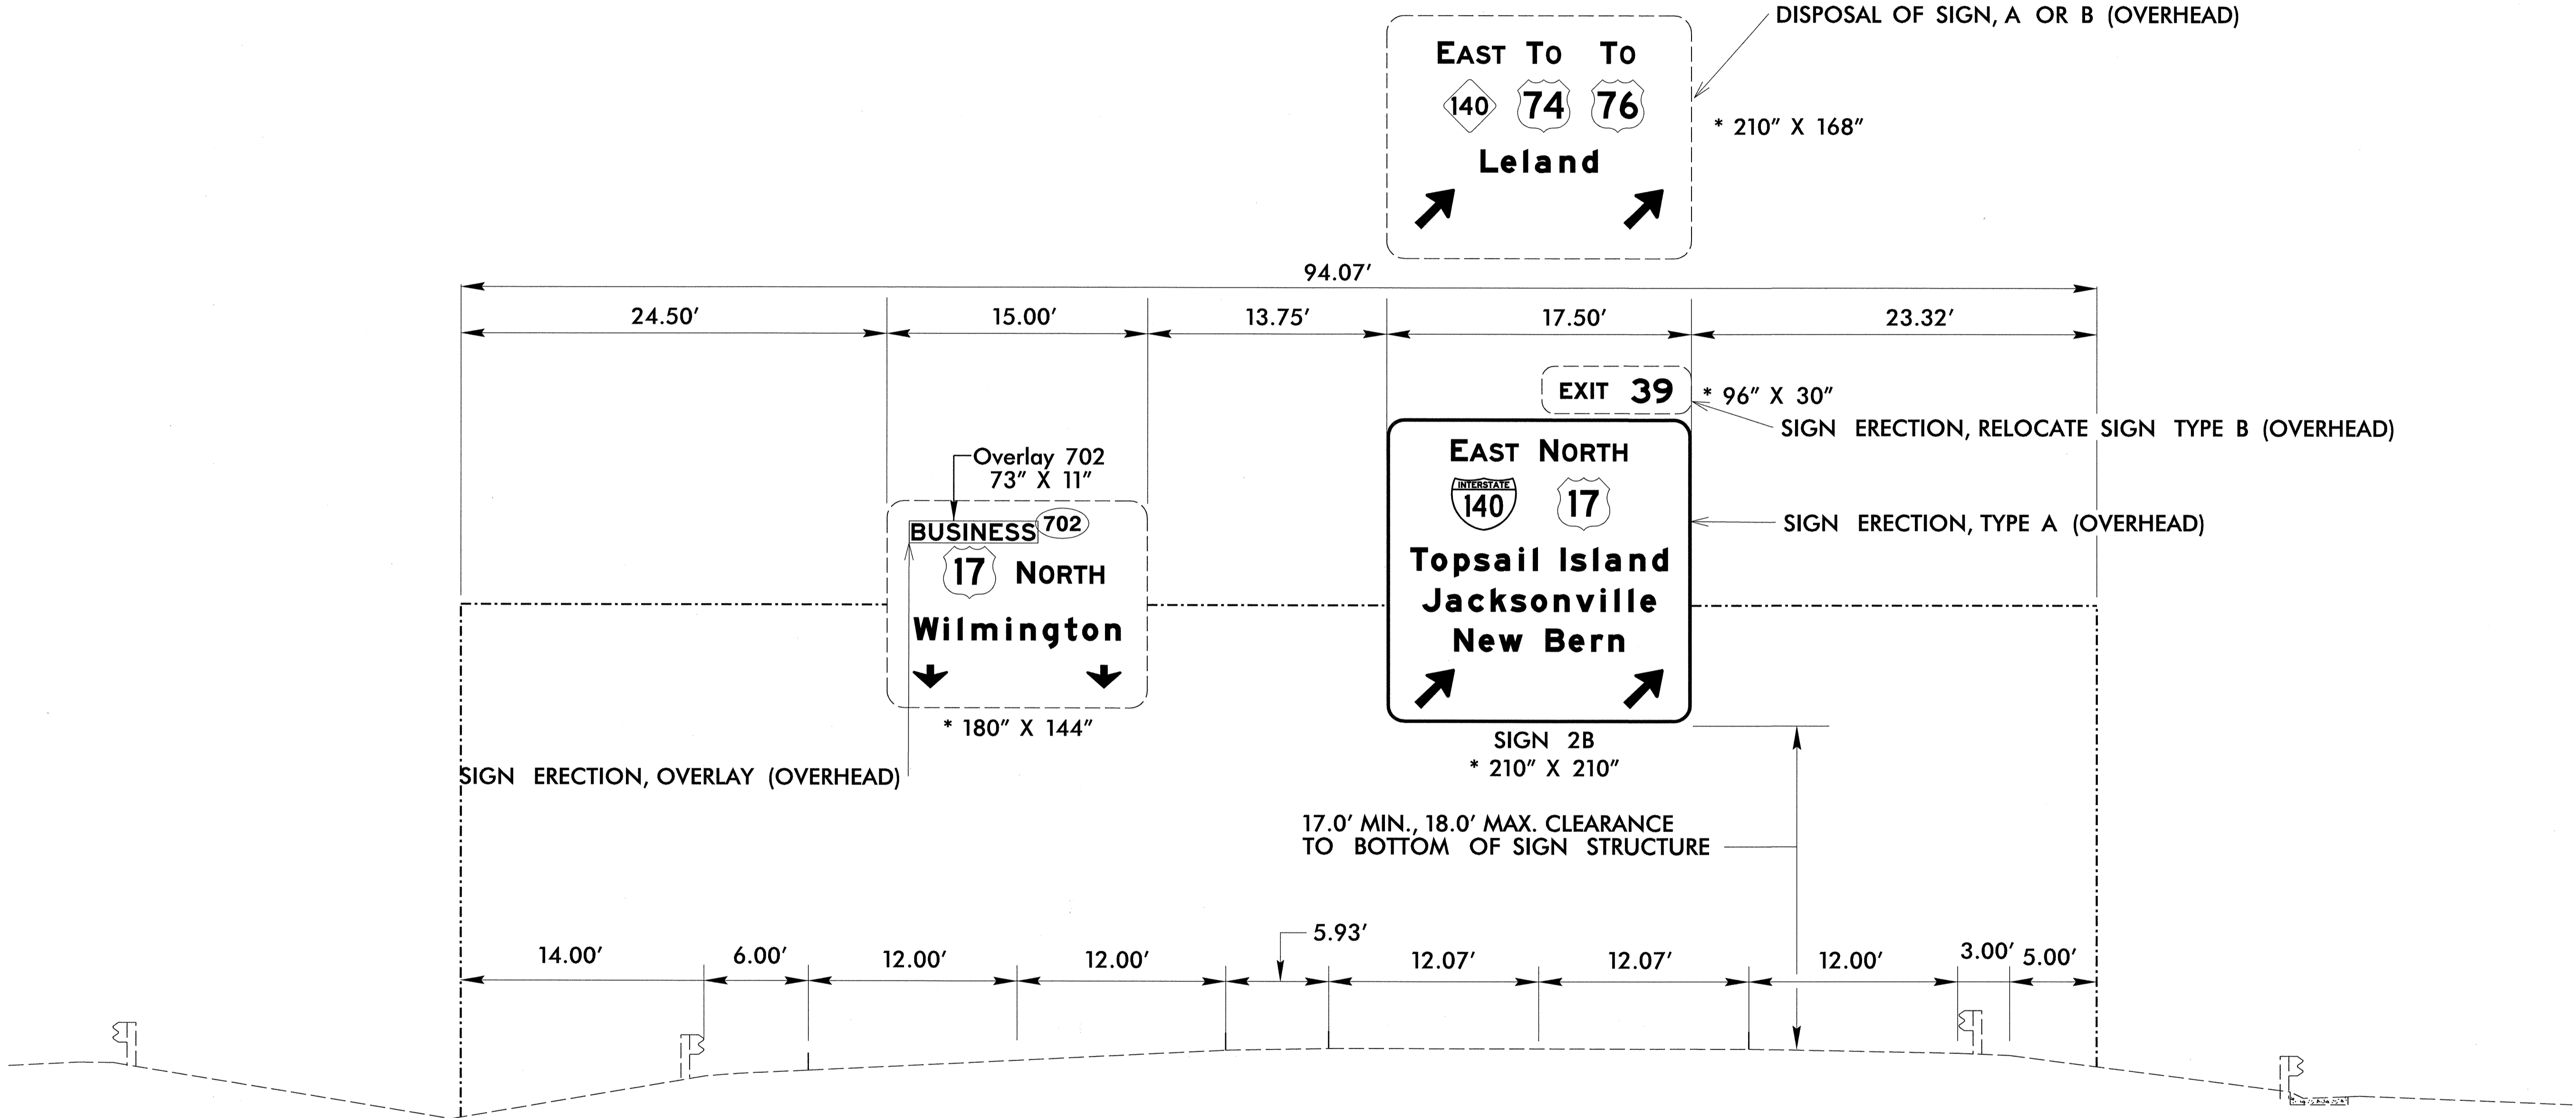 DISPOSAL OF SIGN, A OR B (OVERHEAD)
EAST TO TO
140 74 76
* 210" X 168"
Leland
94.07'
24.50' 15.00' 13.75' 17.50' 23.32'
EXIT 39
* 96" X 30"
SIGN ERECTION, RELOCATE SIGN TYPE B (OVERHEAD)
Overlay 702
73" X 11"
BUSINESS 702
17 NORTH
Wilmington
* 180" X 144"
SIGN ERECTION, OVERLAY (OVERHEAD)
EAST NORTH
INTERSTATE
140 17
SIGN ERECTION, TYPE A (OVERHEAD)
Topsail Island
Jacksonville
New Bern
SIGN 2B
* 210" X 210"
17.0' MIN., 18.0' MAX. CLEARANCE
TO BOTTOM OF SIGN STRUCTURE
14.00' 6.00' 12.00' 12.00' 5.93' 12.07' 12.07' 12.00' 3.00' 5.00'